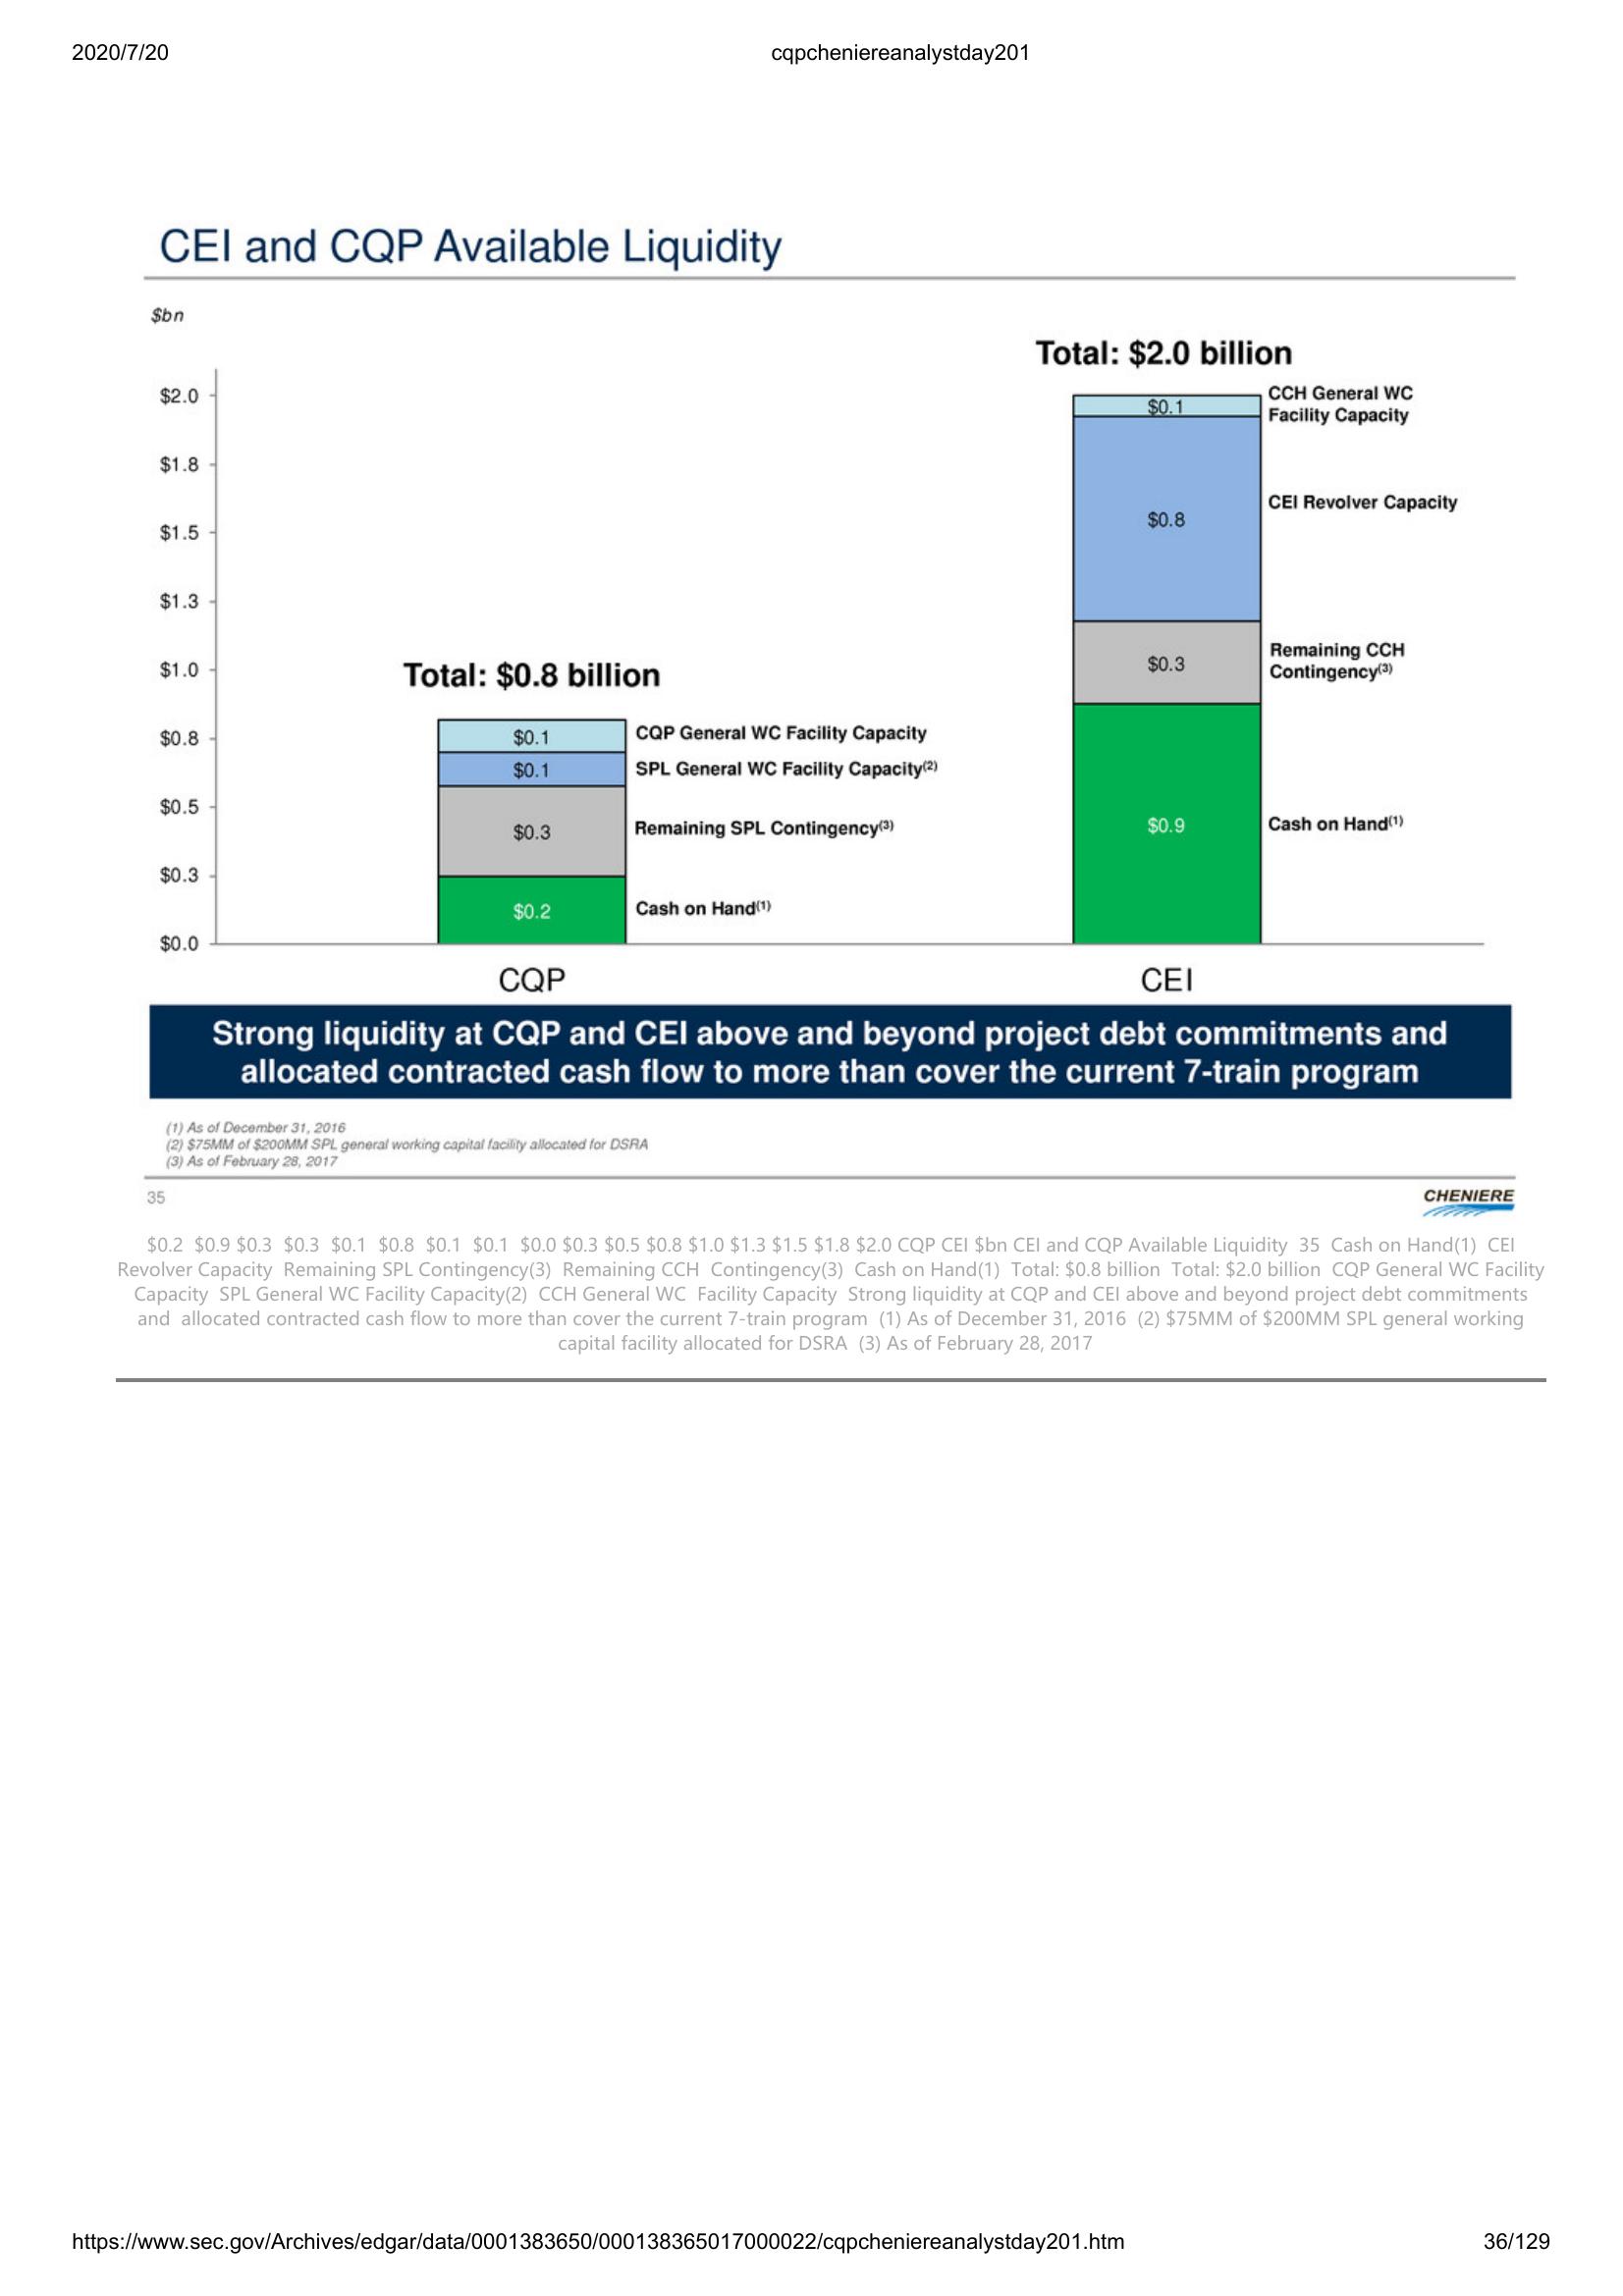 2020/7/20 cqpcheniereanalystday201
CEI and CQP Available Liquidity
$bn
Total: $2.0 billion
$2.0
$1.8
$1.5
$1.3
$1.0
$0.8
$0.5
$0.3
$0.0
$0.1
CCH General WC
Facility Capacity
$0.8
CEI Revolver Capacity
$0.3
Remaining CCH
Contingency(3)
$0.9
Cash on Hand(1)
Total: $0.8 billion
$0.1
CQP General WC Facility Capacity
$0.1
SPL General WC Facility Capacity(2)
$0.3
Remaining SPL Contingency(3)
$0.2
Cash on Hand(1)
CQP
CEI
Strong liquidity at CQP and CEI above and beyond project debt commitments and
allocated contracted cash flow to more than cover the current 7-train program
(1) As of December 31, 2016
(2) $75MM of $200MM SPL general working capital facility allocated for DSRA
(3) As of February 28, 2017
35
CHENIERE
$0.2 $0.9 $0.3 $0.3 $0.1 $0.8 $0.1 $0.1 $0.0 $0.3 $0.5 $0.8 $1.0 $1.3 $1.5 $1.8 $2.0 CQP CEI $bn CEI and CQP Available Liquidity 35 Cash on Hand(1) CEI
Revolver Capacity Remaining SPL Contingency(3) Remaining CCH Contingency(3) Cash on Hand(1) Total: $0.8 billion Total: $2.0 billion CQP General WC Facility
Capacity SPL General WC Facility Capacity(2) CCH General WC Facility Capacity Strong liquidity at CQP and CEI above and beyond project debt commitments
and allocated contracted cash flow to more than cover the current 7-train program (1) As of December 31, 2016 (2) $75MM of $200MM SPL general working
capital facility allocated for DSRA (3) As of February 28, 2017
https://www.sec.gov/Archives/edgar/data/0001383650/000138365017000022/cqpcheniereanalystday201.htm 36/129